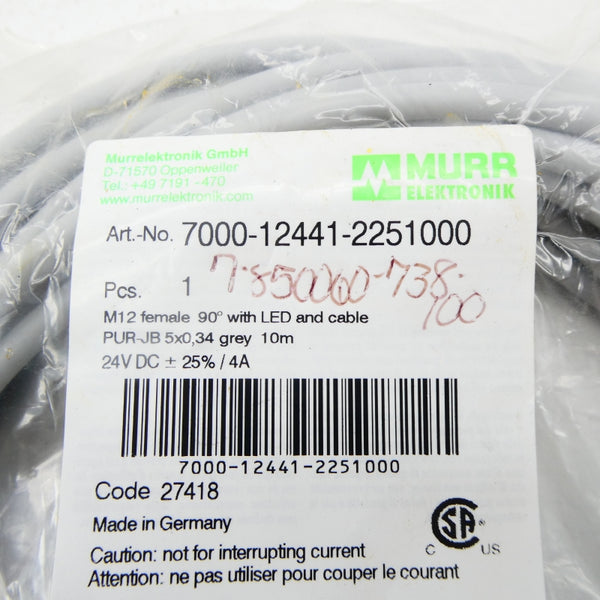 Murrelektronik GmbH
D-71570 Oppenweiler
Tel.: +49 7191 -470
www.murrelektronik.com
MURR
ELEKTRONIK
Art.-No. 7000-12441-2251000
7-850060-738-
100
Pcs. 1
M12 female 90° with LED and cable
PUR-JB 5x0,34 grey 10m
24V DC ± 25% / 4A
7000-12441-2251000
Code 27418
Made in Germany
SA ®
C US
Caution: not for interrupting current
Attention: ne pas utiliser pour couper le courant